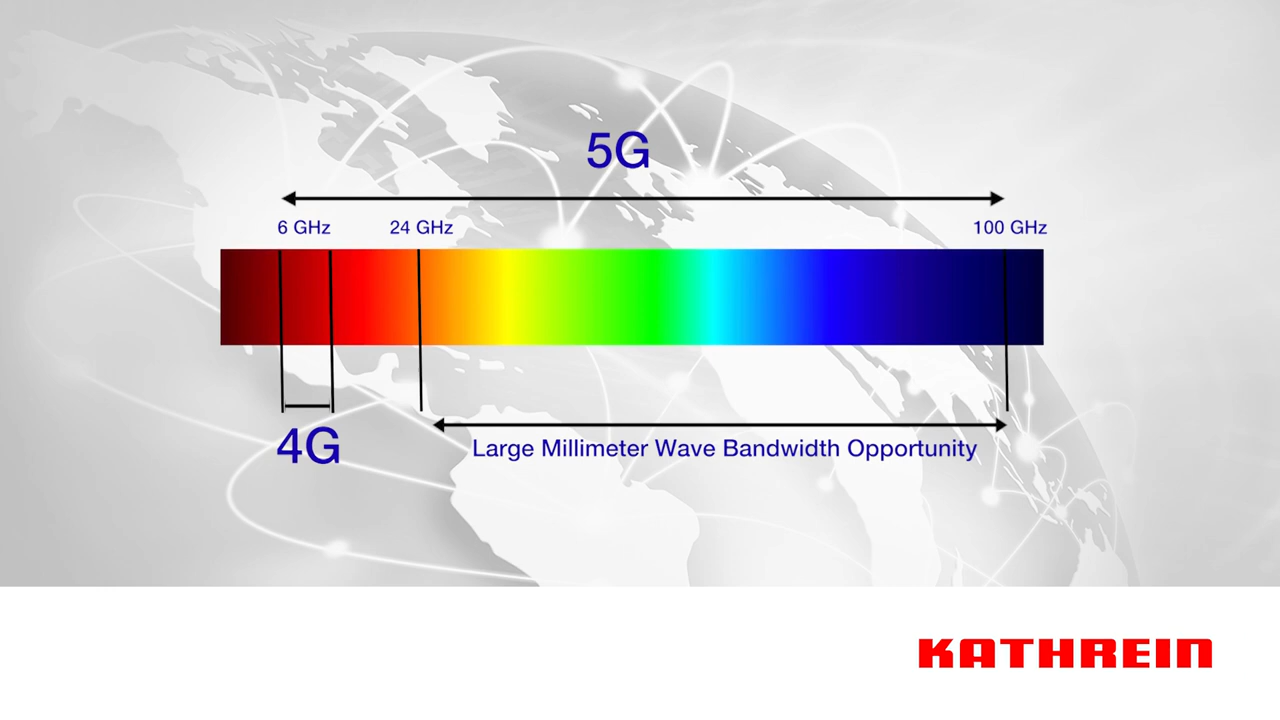 5G
6 GHz
24 GHz
100 GHz
4G
Large Millimeter Wave Bandwidth Opportunity
KATHREIN